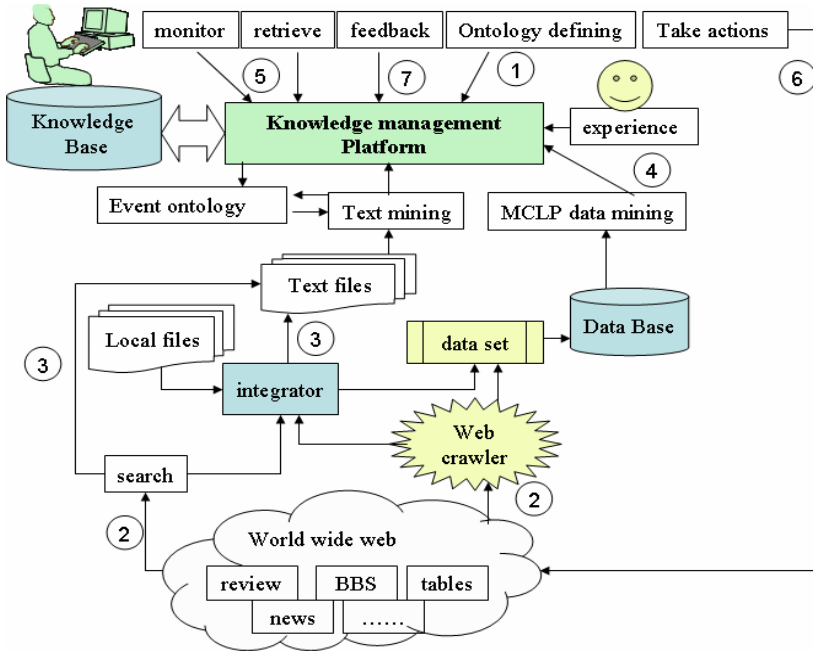 monitor
retrieve
feedback
Ontology defining
Take actions
5
7
1
6
Knowledge
Base
Knowledge management
Platform
experience
4
Event ontology
Text mining
MCLP data mining
Text files
Local files
3
3
data set
Data Base
integrator
Web
crawler
search
2
2
World wide web
review
BBS
tables
news
……